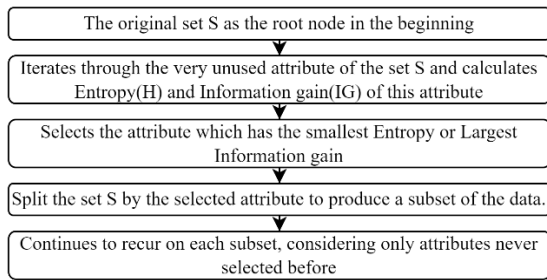 The original set S as the root node in the beginning
Iterates through the very unused attribute of the set S and calculates
Entropy(H) and Information gain(IG) of this attribute
Selects the attribute which has the smallest Entropy or Largest
Information gain
Split the set S by the selected attribute to produce a subset of the data.
Continues to recur on each subset, considering only attributes never
selected before